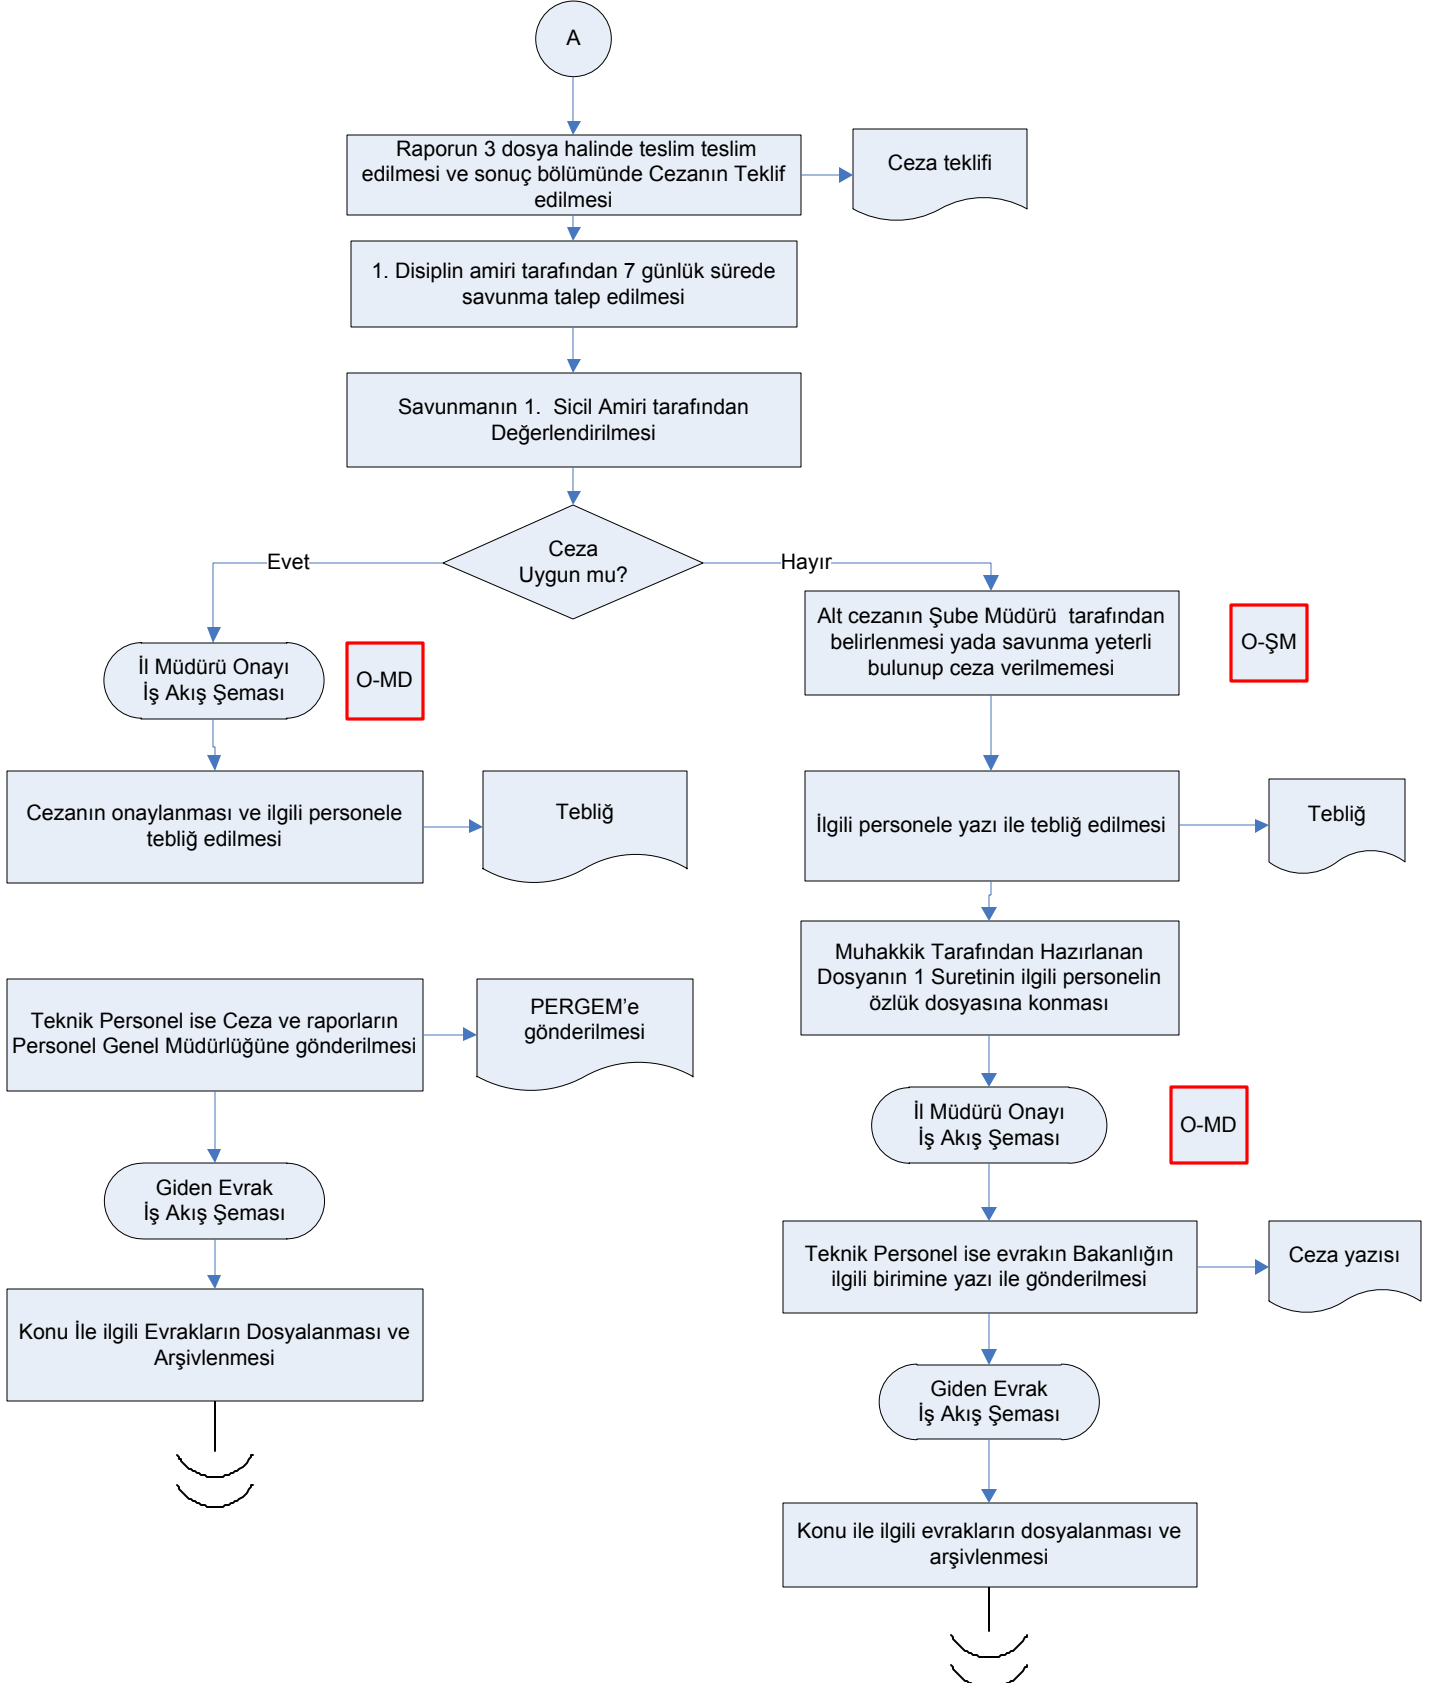 A
Raporun 3 dosya halinde teslim teslim
edilmesi ve sonuç bölümünde Cezanın Teklif
edilmesi
Ceza teklifi
1. Disiplin amiri tarafından 7 günlük sürede
savunma talep edilmesi
Savunmanın 1. Sicil Amiri tarafından
Değerlendirilmesi
Ceza
Uygun mu?
Evet
Hayır
İl Müdürü Onayı
İş Akış Şeması
O-MD
Cezanın onaylanması ve ilgili personele
tebliğ edilmesi
Tebliğ
Teknik Personel ise Ceza ve raporların
Personel Genel Müdürlüğüne gönderilmesi
PERGEM’e
gönderilmesi
Giden Evrak
İş Akış Şeması
Konu İle ilgili Evrakların Dosyalanması ve
Arşivlenmesi
Alt cezanın Şube Müdürü tarafından
belirlenmesi yada savunma yeterli
bulunup ceza verilmemesi
O-ŞM
İlgili personele yazı ile tebliğ edilmesi
Tebliğ
Muhakkik Tarafından Hazırlanan
Dosyanın 1 Suretinin ilgili personelin
özlük dosyasına konması
İl Müdürü Onayı
İş Akış Şeması
O-MD
Teknik Personel ise evrakın Bakanlığın
ilgili birimine yazı ile gönderilmesi
Ceza yazısı
Giden Evrak
İş Akış Şeması
Konu ile ilgili evrakların dosyalanması ve
arşivlenmesi